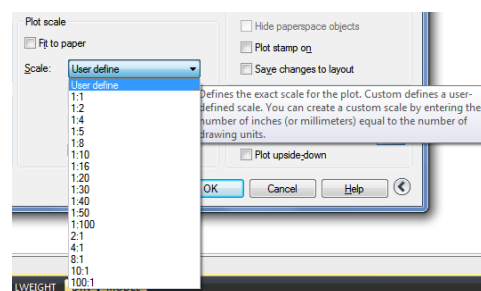 Plot scale
Fit to paper
Scale:
User define
User define
1:1
1:2
1:4
1:5
1:8
1:10
1:16
1:20
1:30
1:40
1:50
1:100
2:1
4:1
8:1
10:1
100:1
Hide paperspace objects
Plot stamp on
Save changes to layout
Defines the exact scale for the plot. Custom defines a user-
defined scale. You can create a custom scale by entering the
number of inches (or millimeters) equal to the number of
drawing units.
Plot upside-down
OK
Cancel
Help
LWEIGHT